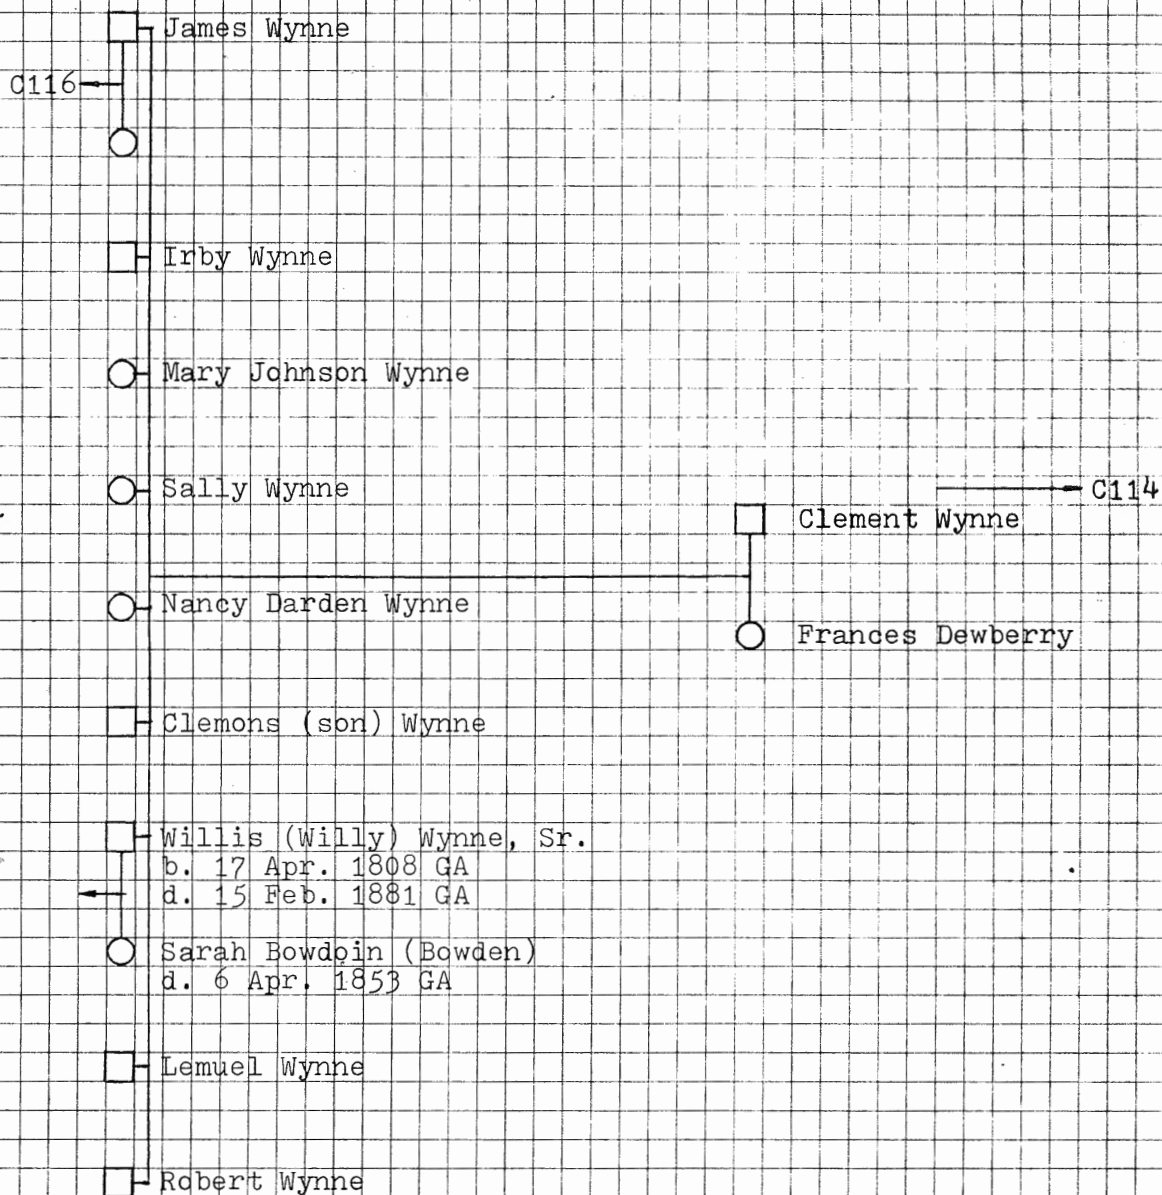 James Wynne
C116
Irby Wynne
Mary Johnson Wynne
Sally Wynne
C114
Clement Wynne
Nancy Darden Wynne
Frances Dewberry
Clemons (son) Wynne
Willis (Willy) Wynne, Sr.
b. 17 Apr. 1808 GA
d. 15 Feb. 1881 GA
Sarah Bowdoin (Bowden)
d. 6 Apr. 1853 GA
Lemuel Wynne
Robert Wynne